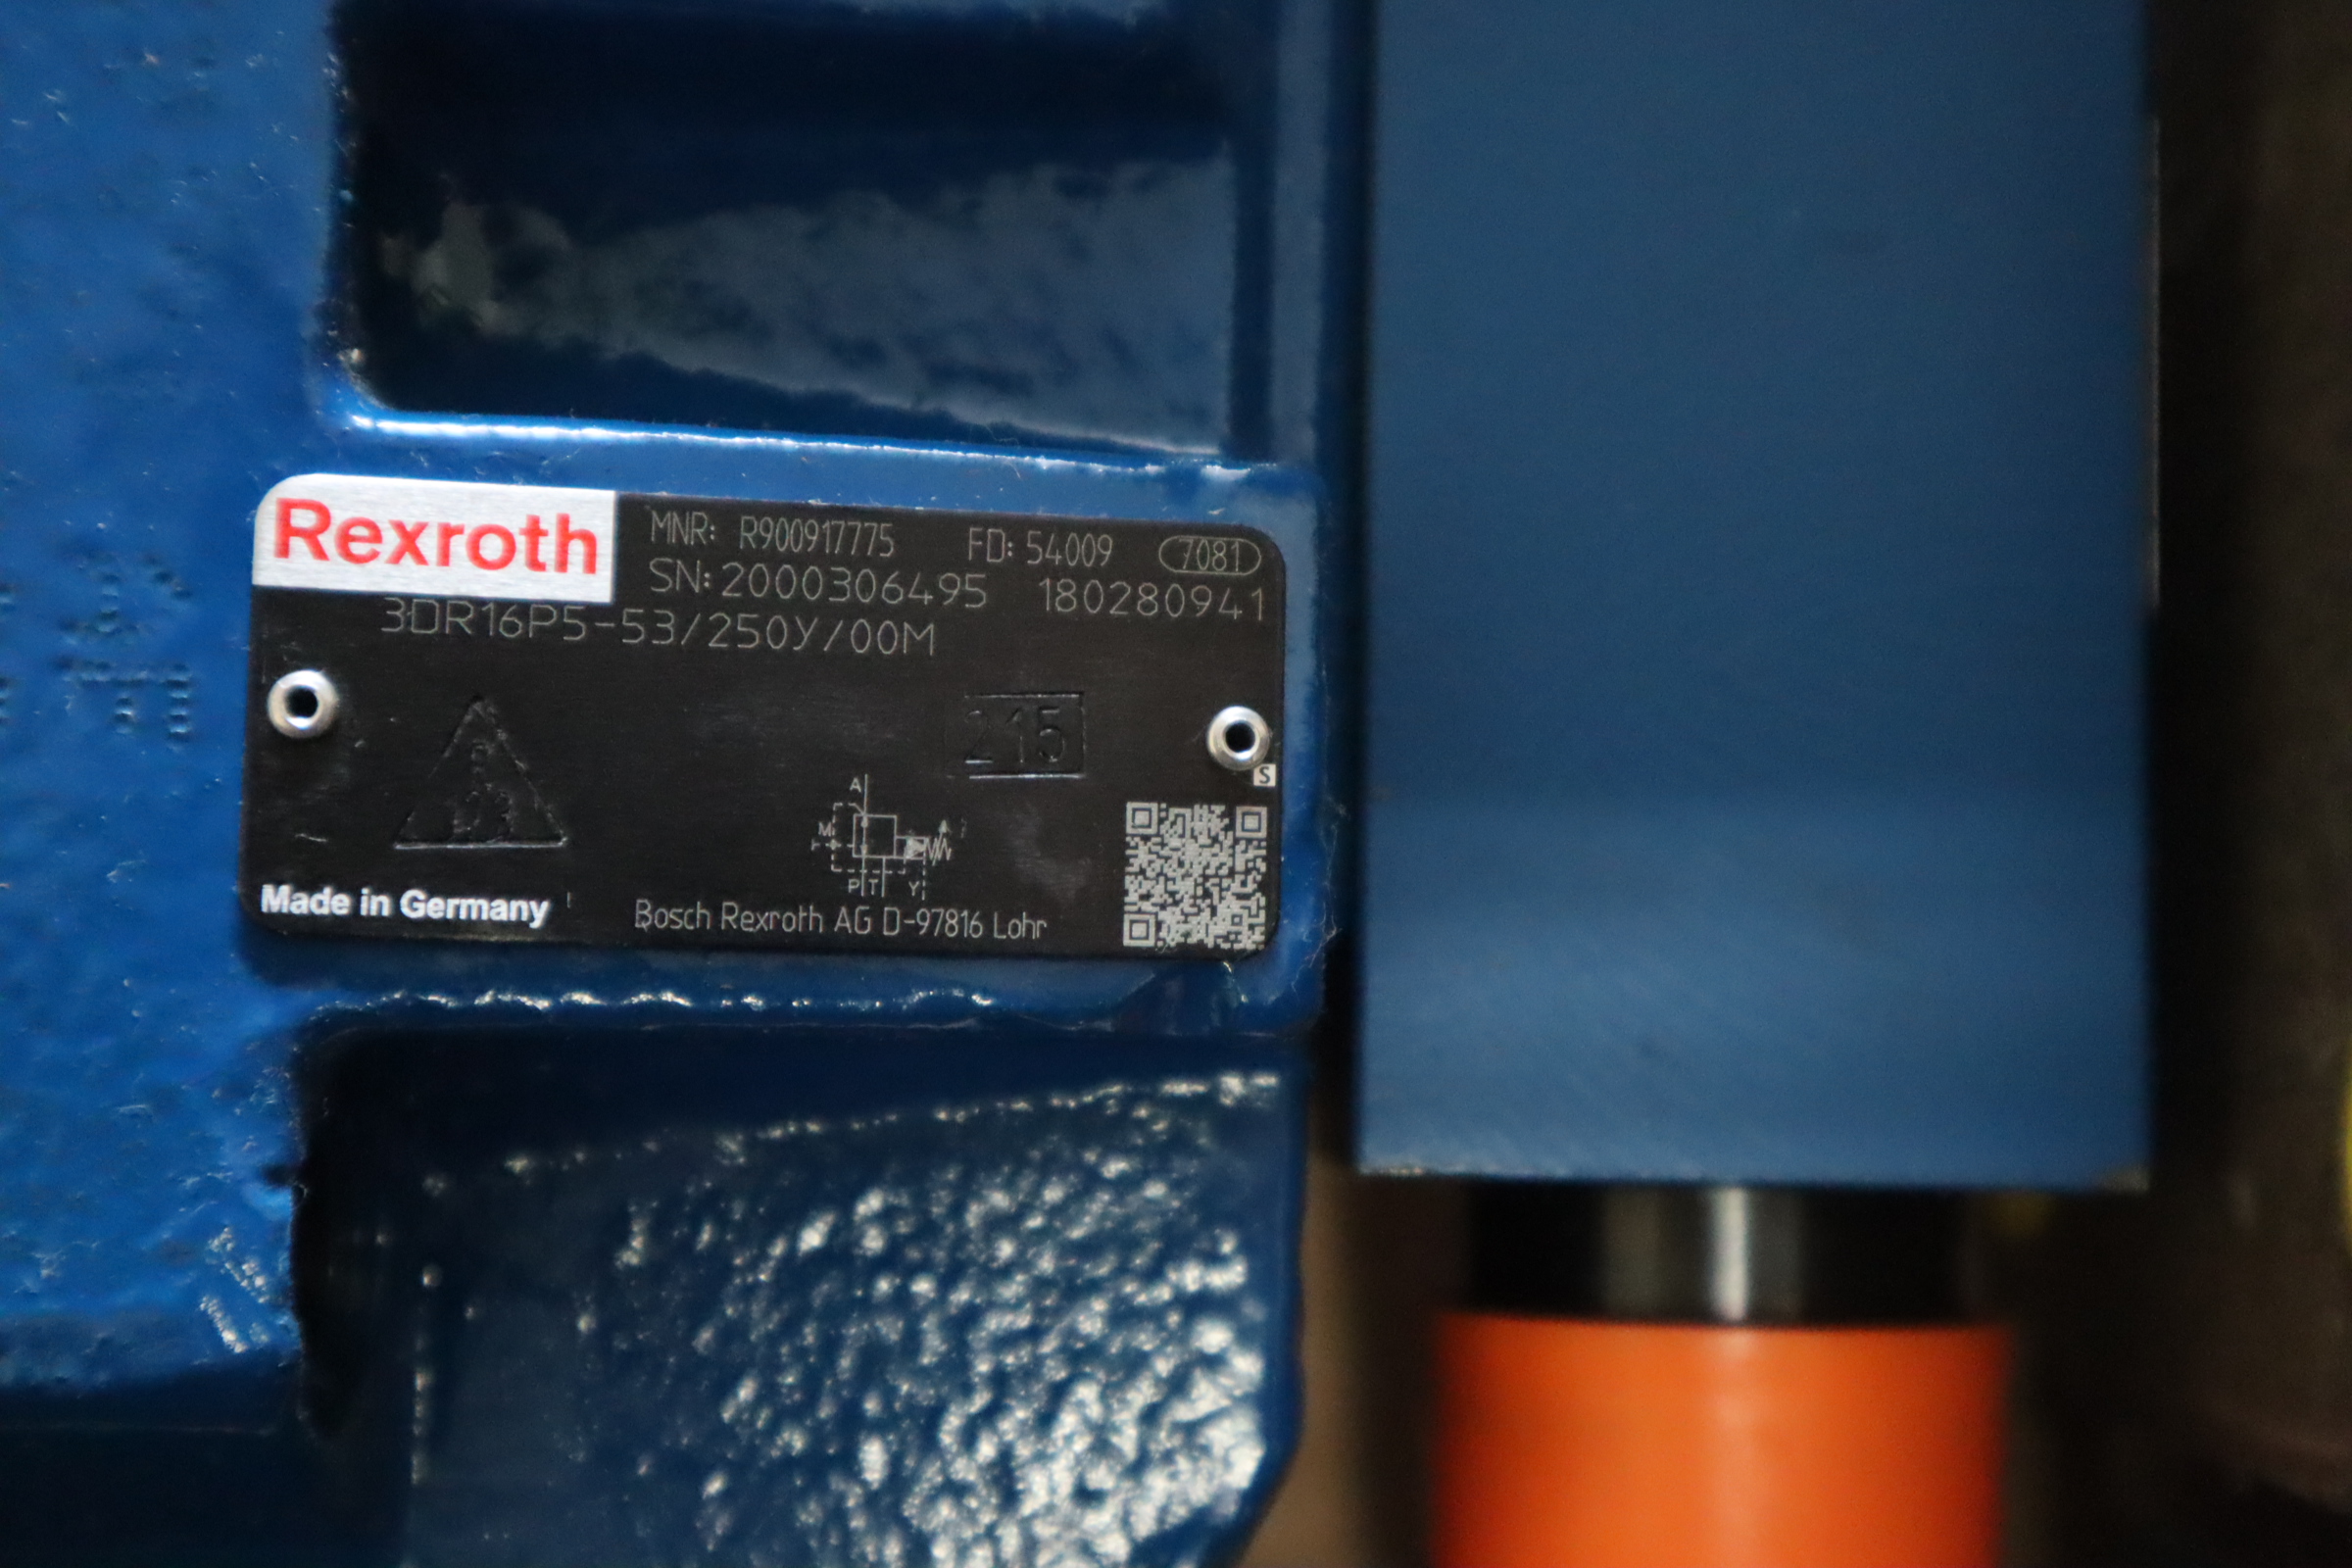 Rexroth
MNR: R900917775 FD: 54009 7081
SN: 2000306495 180280941
3DR16P5-53/250Y/00M
215
S
A
M
P T Y
Made in Germany
Bosch Rexroth AG D-97816 Lohr